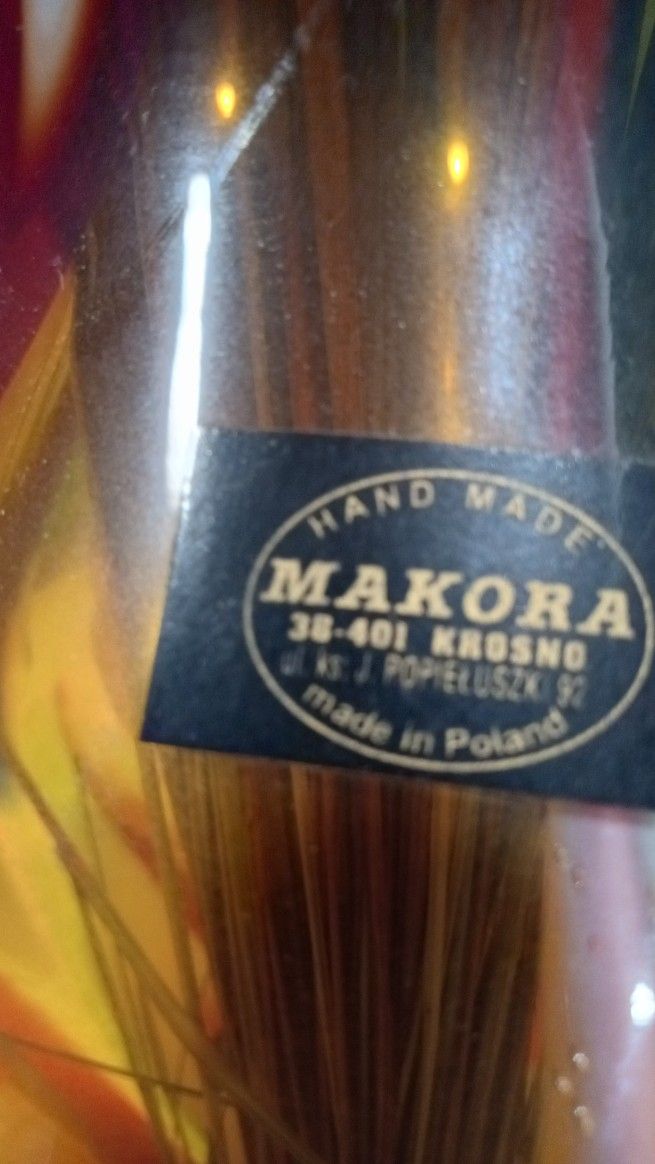 HAND MADE
MAKORA
38-401 KROSNO
ul. ks. J. POPIEŁUSZKI 92
made in Poland